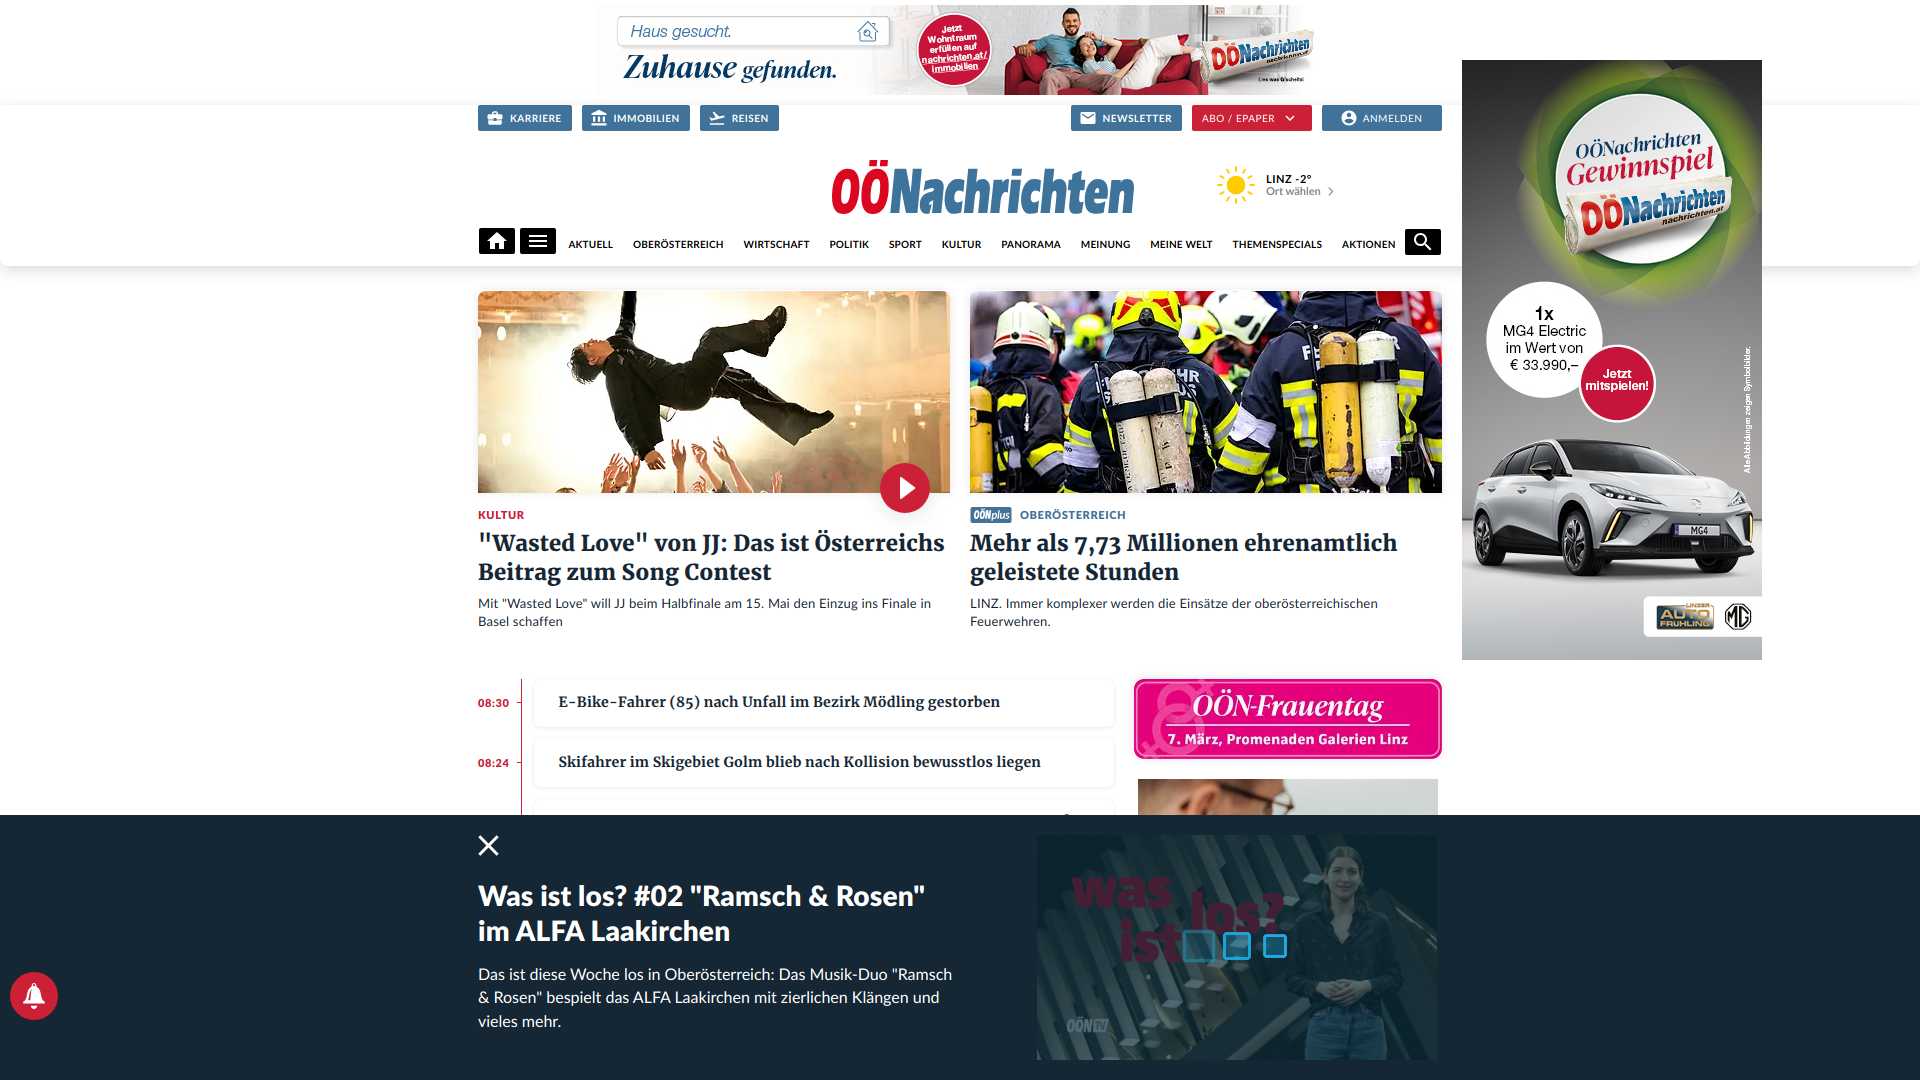 Haus gesucht.
Zuhause gefunden.
Jetzt
Wohntraum
erfüllen auf
nachrichten.at/
immobilien
OÖNachrichten
nachrichten.at
Lies was G'scheits!
KARRIERE
IMMOBILIEN
REISEN
NEWSLETTER
ABO / EPAPER
ANMELDEN
OÖNachrichten
LINZ -2°
Ort wählen
AKTUELL
OBERÖSTERREICH
WIRTSCHAFT
POLITIK
SPORT
KULTUR
PANORAMA
MEINUNG
MEINE WELT
THEMENSPECIALS
AKTIONEN
KULTUR
"Wasted Love" von JJ: Das ist Österreichs
Beitrag zum Song Contest
Mit "Wasted Love" will JJ beim Halbfinale am 15. Mai den Einzug ins Finale in
Basel schaffen
OÖNplus OBERÖSTERREICH
Mehr als 7,73 Millionen ehrenamtlich
geleistete Stunden
LINZ. Immer komplexer werden die Einsätze der oberösterreichischen
Feuerwehren.
OÖNachrichten
Gewinnspiel
OÖNachrichten
nachrichten.at
1x
MG4 Electric
im Wert von
€ 33.990,–
Jetzt
mitspielen!
Alle Abbildungen zeigen Symbolbilder.
MG4
LINZER
AUTO
FRÜHLING
MG
08:30
E-Bike-Fahrer (85) nach Unfall im Bezirk Mödling gestorben
08:24
Skifahrer im Skigebiet Golm blieb nach Kollision bewusstlos liegen
OÖN-Frauentag
7. März, Promenaden Galerien Linz
Was ist los? #02 "Ramsch & Rosen"
im ALFA Laakirchen
Das ist diese Woche los in Oberösterreich: Das Musik-Duo "Ramsch
& Rosen" bespielt das ALFA Laakirchen mit zierlichen Klängen und
vieles mehr.
was
ist los?
OÖN TV